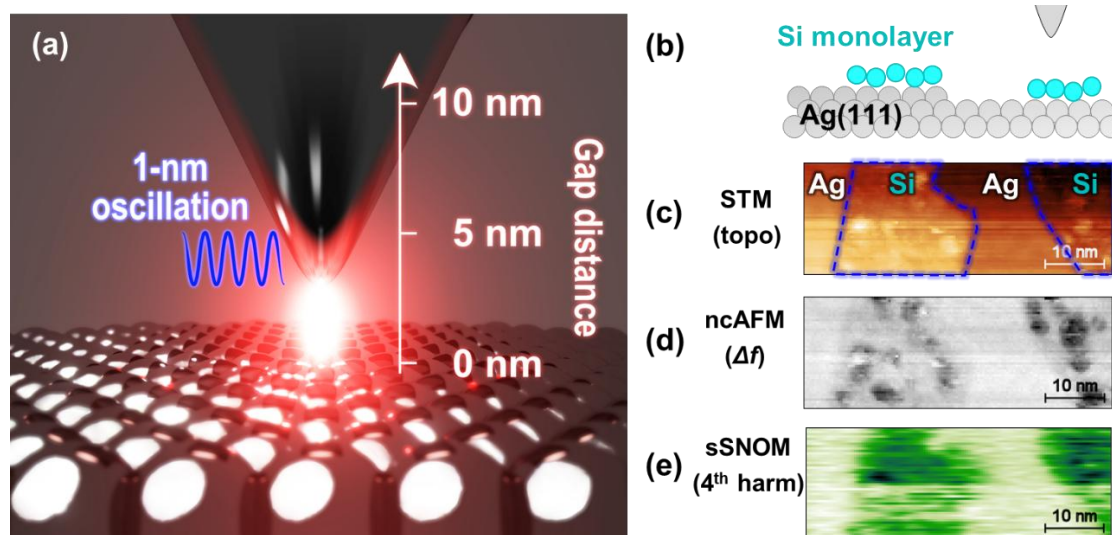 (a)
10 nm
1-nm
oscillation
5 nm
0 nm
Gap distance
(b)
Si monolayer
Ag(111)
(c)
STM
(topo)
Ag
Si
Ag
Si
10 nm
(d)
ncAFM
(Δf)
10 nm
(e)
sSNOM
(4th harm)
10 nm